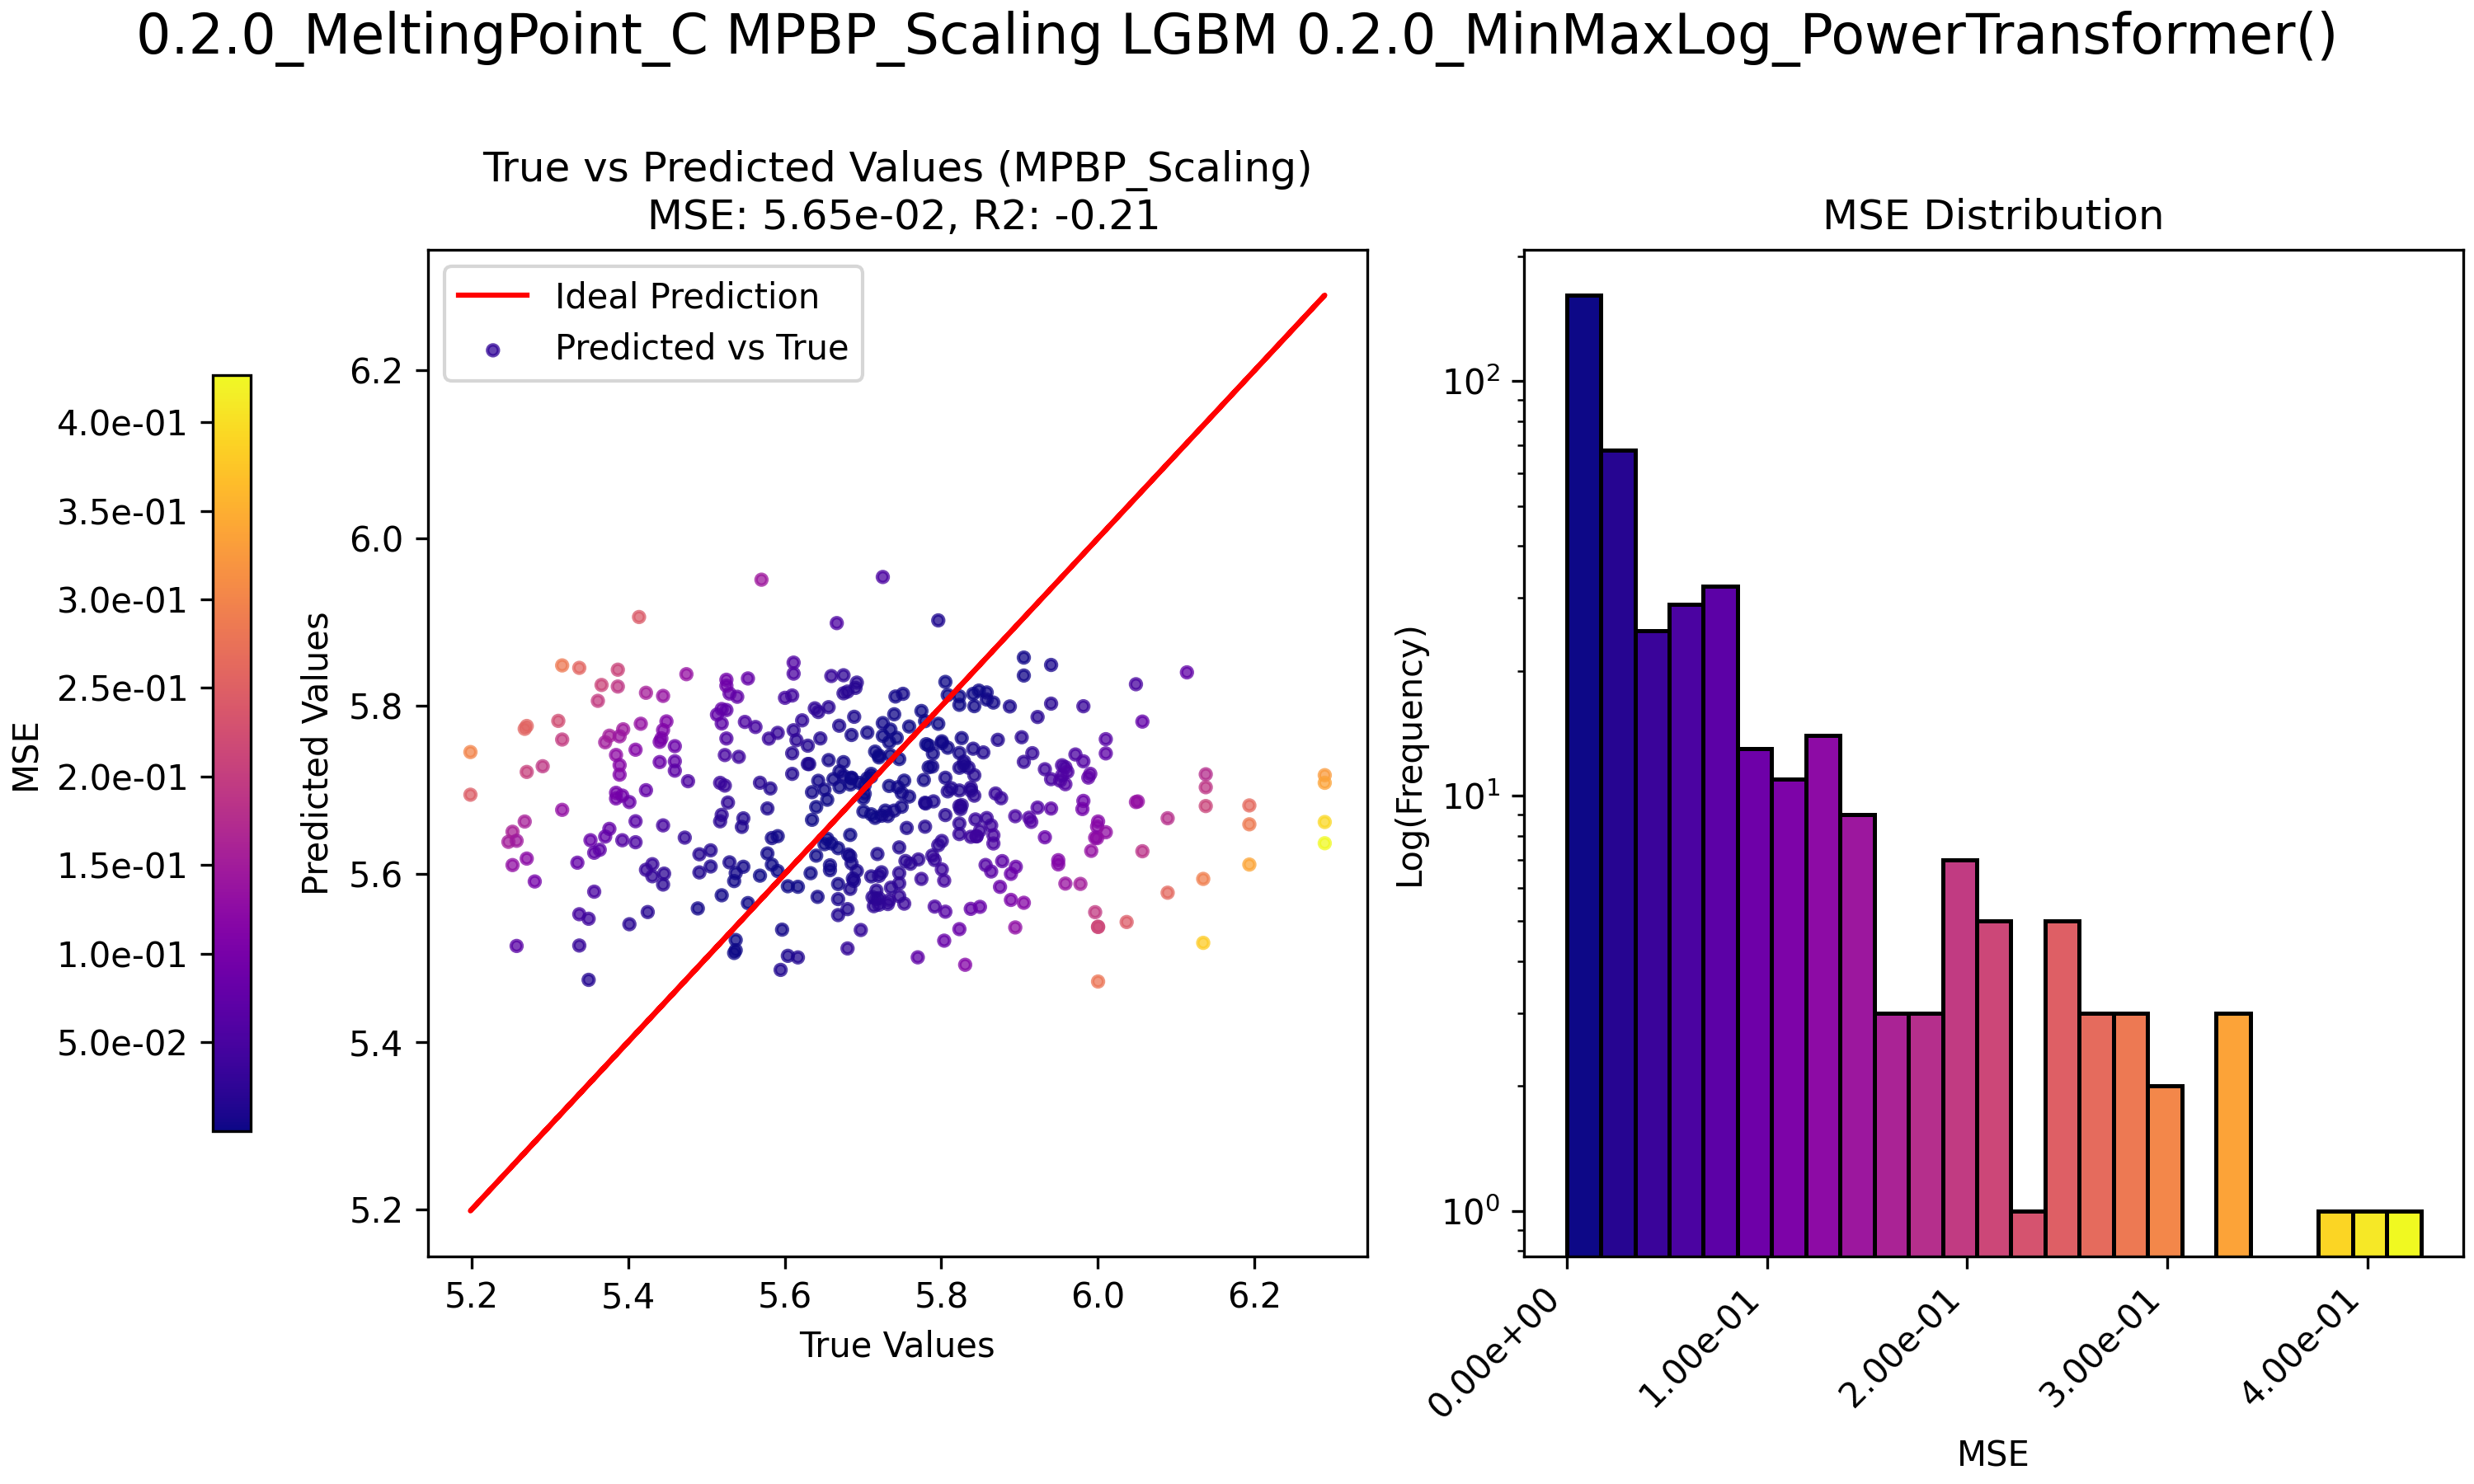 0.2.0_MeltingPoint_C MPBP_Scaling LGBM 0.2.0_MinMaxLog_PowerTransformer()
True vs Predicted Values (MPBP_Scaling)
MSE: 5.65e-02, R2: -0.21
MSE Distribution
Ideal Prediction
Predicted vs True
MSE
4.0e-01
3.5e-01
3.0e-01
2.5e-01
2.0e-01
1.5e-01
1.0e-01
5.0e-02
Predicted Values
6.2
6.0
5.8
5.6
5.4
5.2
5.2 5.4 5.6 5.8 6.0 6.2
True Values
Log(Frequency)
10²
10¹
10⁰
0.00e+00 1.00e-01 2.00e-01 3.00e-01 4.00e-01
MSE